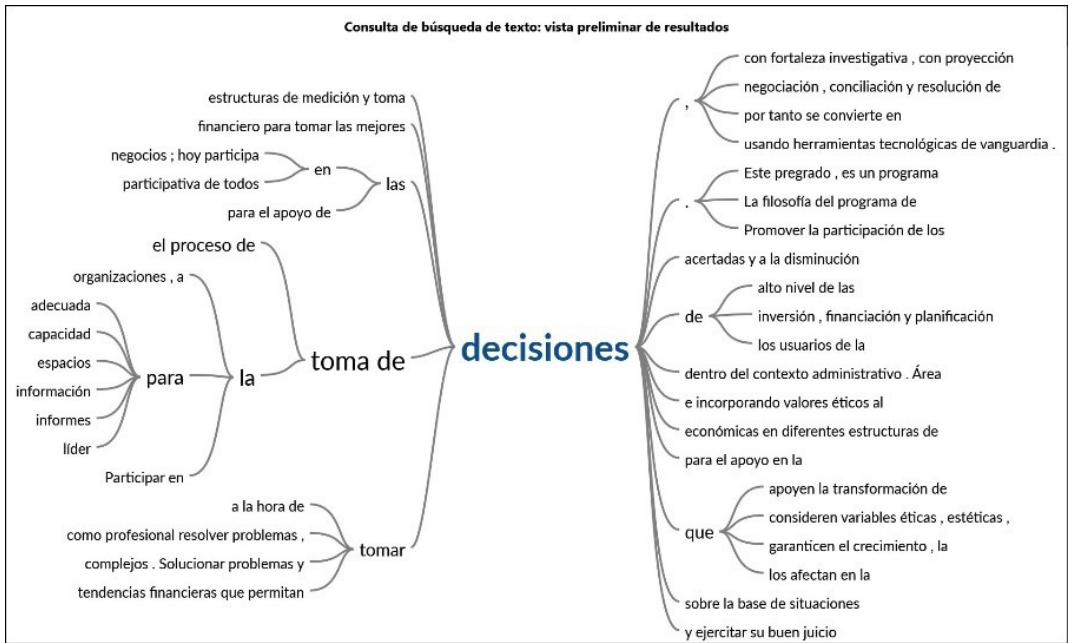 Consulta de búsqueda de texto: vista preliminar de resultados
estructuras de medición y toma
financiero para tomar las mejores
negocios ; hoy participa
participativa de todos
en
para el apoyo de
las
el proceso de
organizaciones , a
adecuada
capacidad
espacios
información
informes
líder
para
Participar en
la
toma de
a la hora de
como profesional resolver problemas ,
complejos . Solucionar problemas y
tendencias financieras que permitan
tomar
decisiones
,
con fortaleza investigativa , con proyección
negociación , conciliación y resolución de
por tanto se convierte en
usando herramientas tecnológicas de vanguardia .
.
Este pregrado , es un programa
La filosofía del programa de
Promover la participación de los
acertadas y a la disminución
de
alto nivel de las
inversión , financiación y planificación
los usuarios de la
dentro del contexto administrativo . Área
e incorporando valores éticos al
económicas en diferentes estructuras de
para el apoyo en la
que
apoyen la transformación de
consideren variables éticas , estéticas ,
garanticen el crecimiento , la
los afectan en la
sobre la base de situaciones
y ejercitar su buen juicio